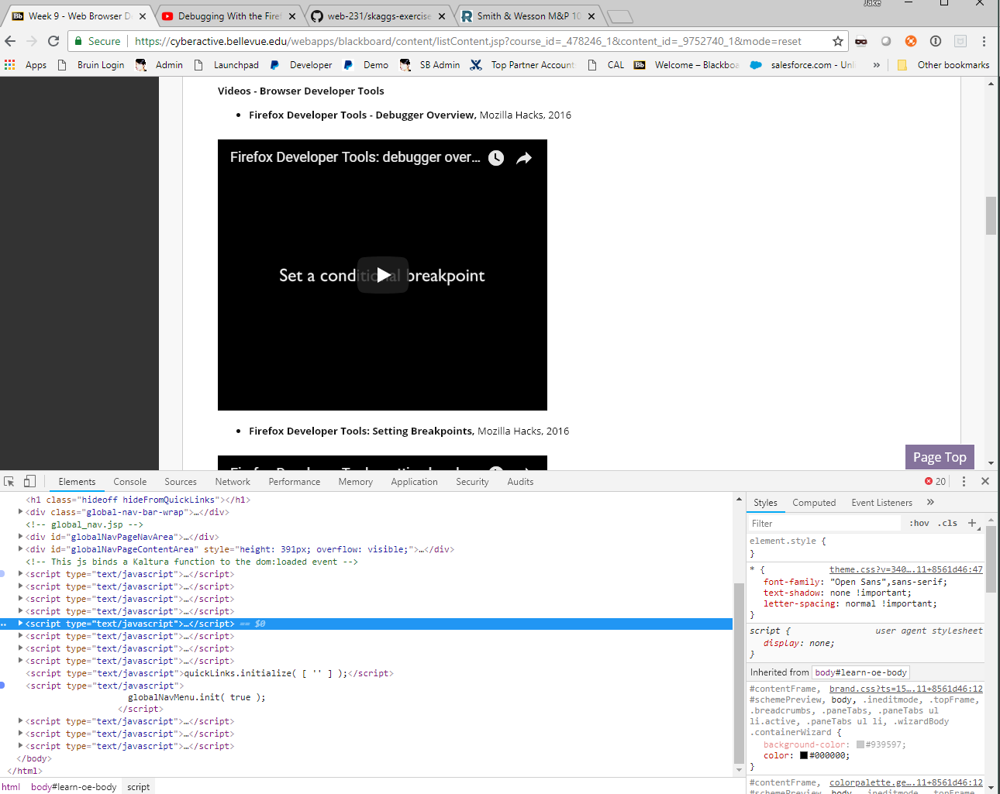 Jake
Week 9 - Web Browser D
Debugging With the Firef
web-231/skaggs-exercise
Smith & Wesson M&P 10
Secure
https://cyberactive.bellevue.edu/webapps/blackboard/content/listContent.jsp?course_id=_478246_1&content_id=_9752740_1&mode=reset
Apps Bruin Login Admin Launchpad Developer Demo SB Admin Top Partner Account CAL Bb Welcome – Blackboa salesforce.com - Unli » Other bookmarks
Videos - Browser Developer Tools
• Firefox Developer Tools - Debugger Overview, Mozilla Hacks, 2016
Firefox Developer Tools: debugger over...
Set a conditional breakpoint
• Firefox Developer Tools: Setting Breakpoints, Mozilla Hacks, 2016
Page Top
Elements Console Sources Network Timeline Performance Memory Application Security Audits 20
<h1 class="hideoff hideFromQuickLinks"></h1>
<div class="global-nav-bar-wrap">…</div>
<!-- global_nav.jsp -->
<div id="globalNavPageNavArea">…</div>
<div id="globalNavPageContentArea" style="height: 391px; overflow: visible;">…</div>
<!-- This js binds a Kaltura function to the dom:loaded event -->
<script type="text/javascript">…</script>
<script type="text/javascript">…</script>
<script type="text/javascript">…</script>
<script type="text/javascript">…</script>
<script type="text/javascript">…</script> == $0
<script type="text/javascript">…</script>
<script type="text/javascript">…</script>
<script type="text/javascript">…</script>
<script type="text/javascript">quickLinks.initialize( [ '' ] );</script>
<script type="text/javascript">
globalNavMenu.init( true );
</script>
<script type="text/javascript">…</script>
<script type="text/javascript">…</script>
<script type="text/javascript">…</script>
</body>
</html>
html body#learn-oe-body script
Styles Computed Event Listeners »
Filter :hov .cls +
element.style {
}
* { theme.css?v=340….11+8561d46:47
font-family: "Open Sans",sans-serif;
text-shadow: none !important;
letter-spacing: normal !important;
}
script { user agent stylesheet
display: none;
}
Inherited from body#learn-oe-body
#contentFrame, brand.css?ts=15….11+8561d46:12
#schemePreview, body, .ineditmode, .topFrame,
.breadcrumbs, .paneTabs, .paneTabs ul
li.active, .paneTabs ul li, .wizardBody
.containerWizard {
background-color: #939597;
color: #000000;
}
#contentFrame, colorpalette.ge….11+8561d46:12
#schemePreview, body, .ineditmode, .topFrame,